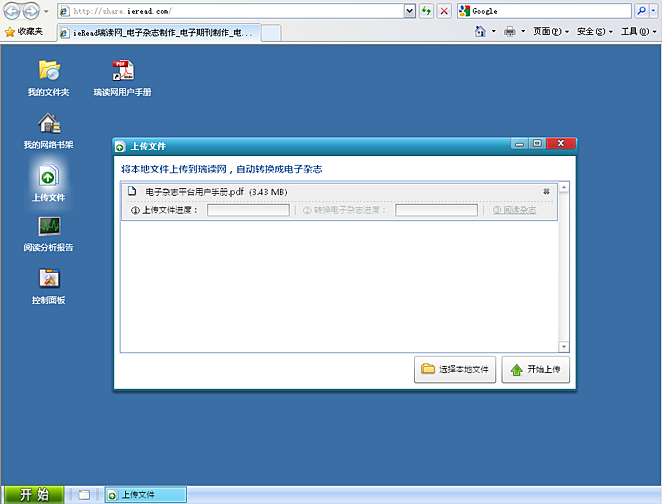 http://share.ieread.com/
Google
收藏夹
ieRead瑞读网_电子杂志制作_电子期刊制作_电...
页面(P)
安全(S)
工具(O)
我的文件夹
瑞读网用户手册
我的网络书架
上传文件
阅读分析报告
控制面板
上传文件
将本地文件上传到瑞读网，自动转换成电子杂志
电子杂志平台用户手册.pdf (3.43 MB)
① 上传文件进度：
② 转换电子杂志进度：
③ 阅读杂志
选择本地文件
开始上传
开始
上传文件